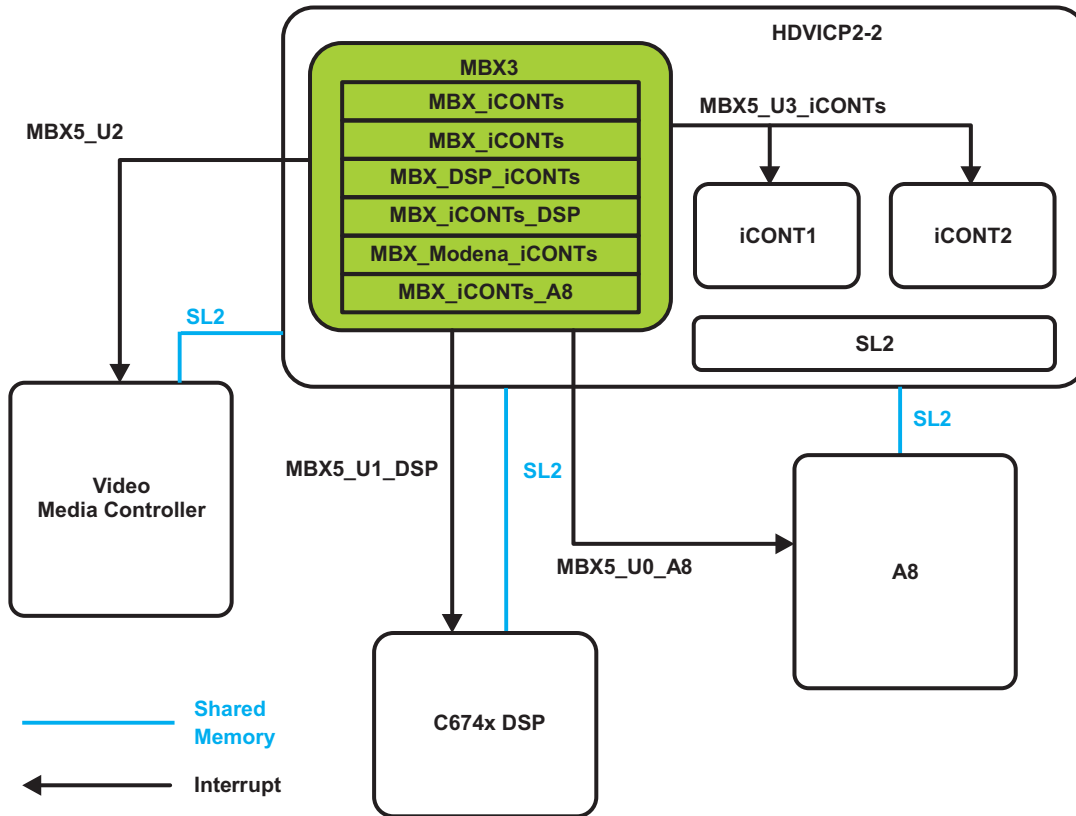 HDVICP2-2
MBX3
MBX_iCONTs
MBX_iCONTs
MBX_DSP_iCONTs
MBX_iCONTs_DSP
MBX_Modena_iCONTs
MBX_iCONTs_A8
MBX5_U3_iCONTs
MBX5_U2
iCONT1
iCONT2
SL2
SL2
SL2
Video
Media Controller
MBX5_U1_DSP
SL2
MBX5_U0_A8
A8
C674x DSP
Shared
Memory
Interrupt